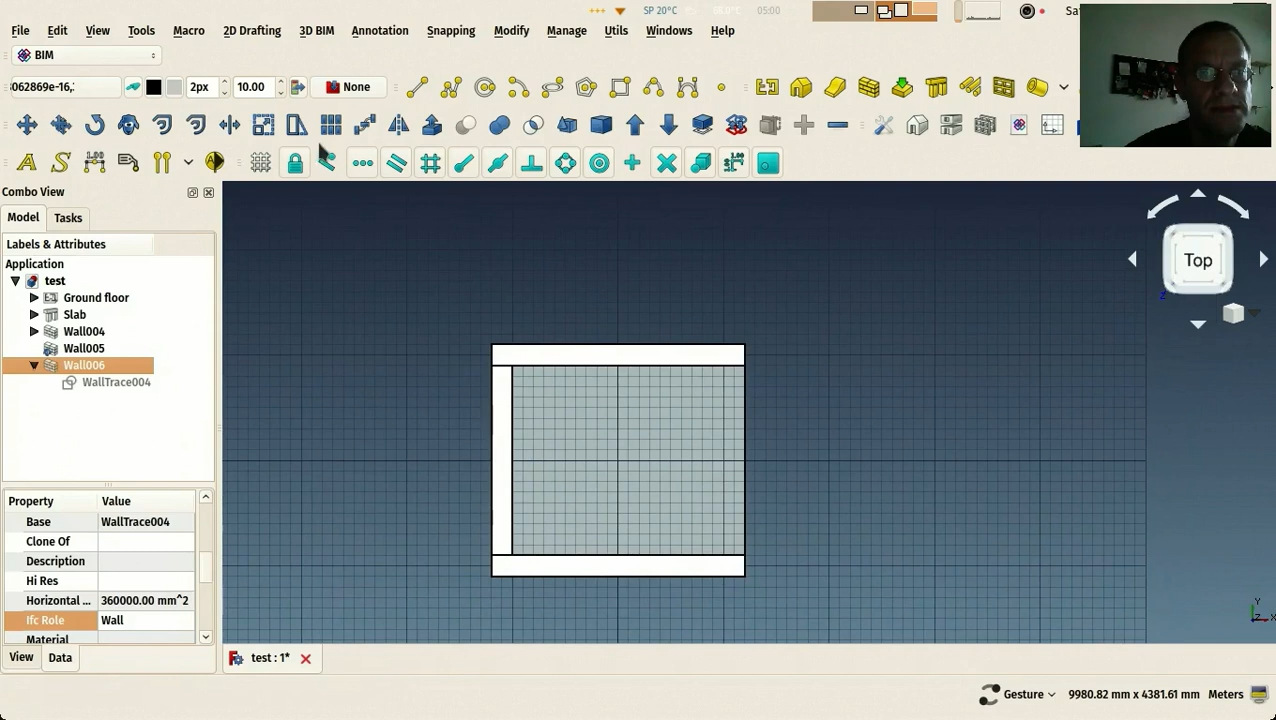 SP 20°C 05:00 Sa
File Edit View Tools Macro 2D Drafting 3D BIM Annotation Snapping Modify Manage Utils Windows Help
BIM
062869e-16,: 2px 10.00 None
Combo View
Model Tasks
Labels & Attributes
Application
test
Ground floor
Slab
Wall004
Wall005
Wall006
WallTrace004
Top
Property Value
Base WallTrace004
Clone Of
Description
Hi Res
Horizontal ... 360000.00 mm^2
Ifc Role Wall
Material
View Data
test : 1*
Gesture 9980.82 mm x 4381.61 mm Meters